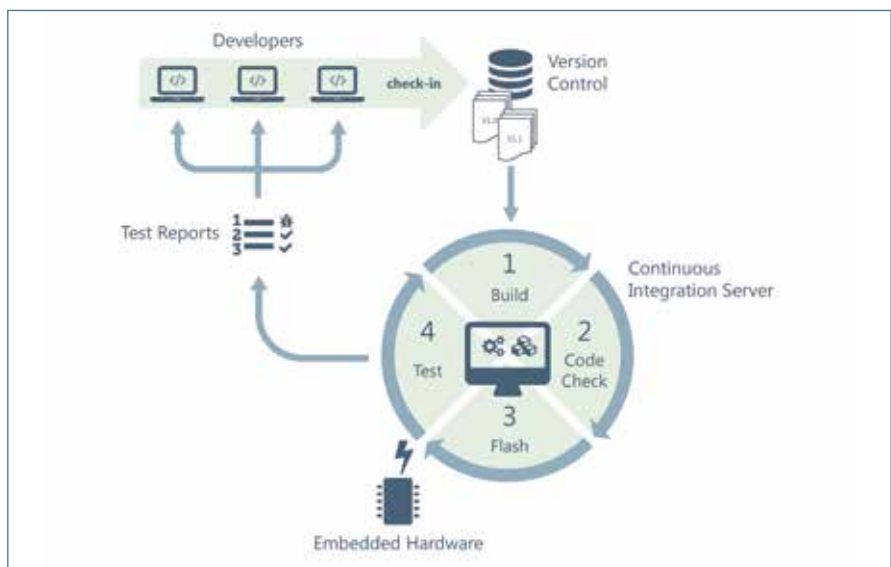 Developers
</> </> </>
check-in
Version
Control
VL1
Test Reports
1
2
3
Continuous
Integration Server
1
Build
2
Code
Check
3
Flash
4
Test
Embedded Hardware